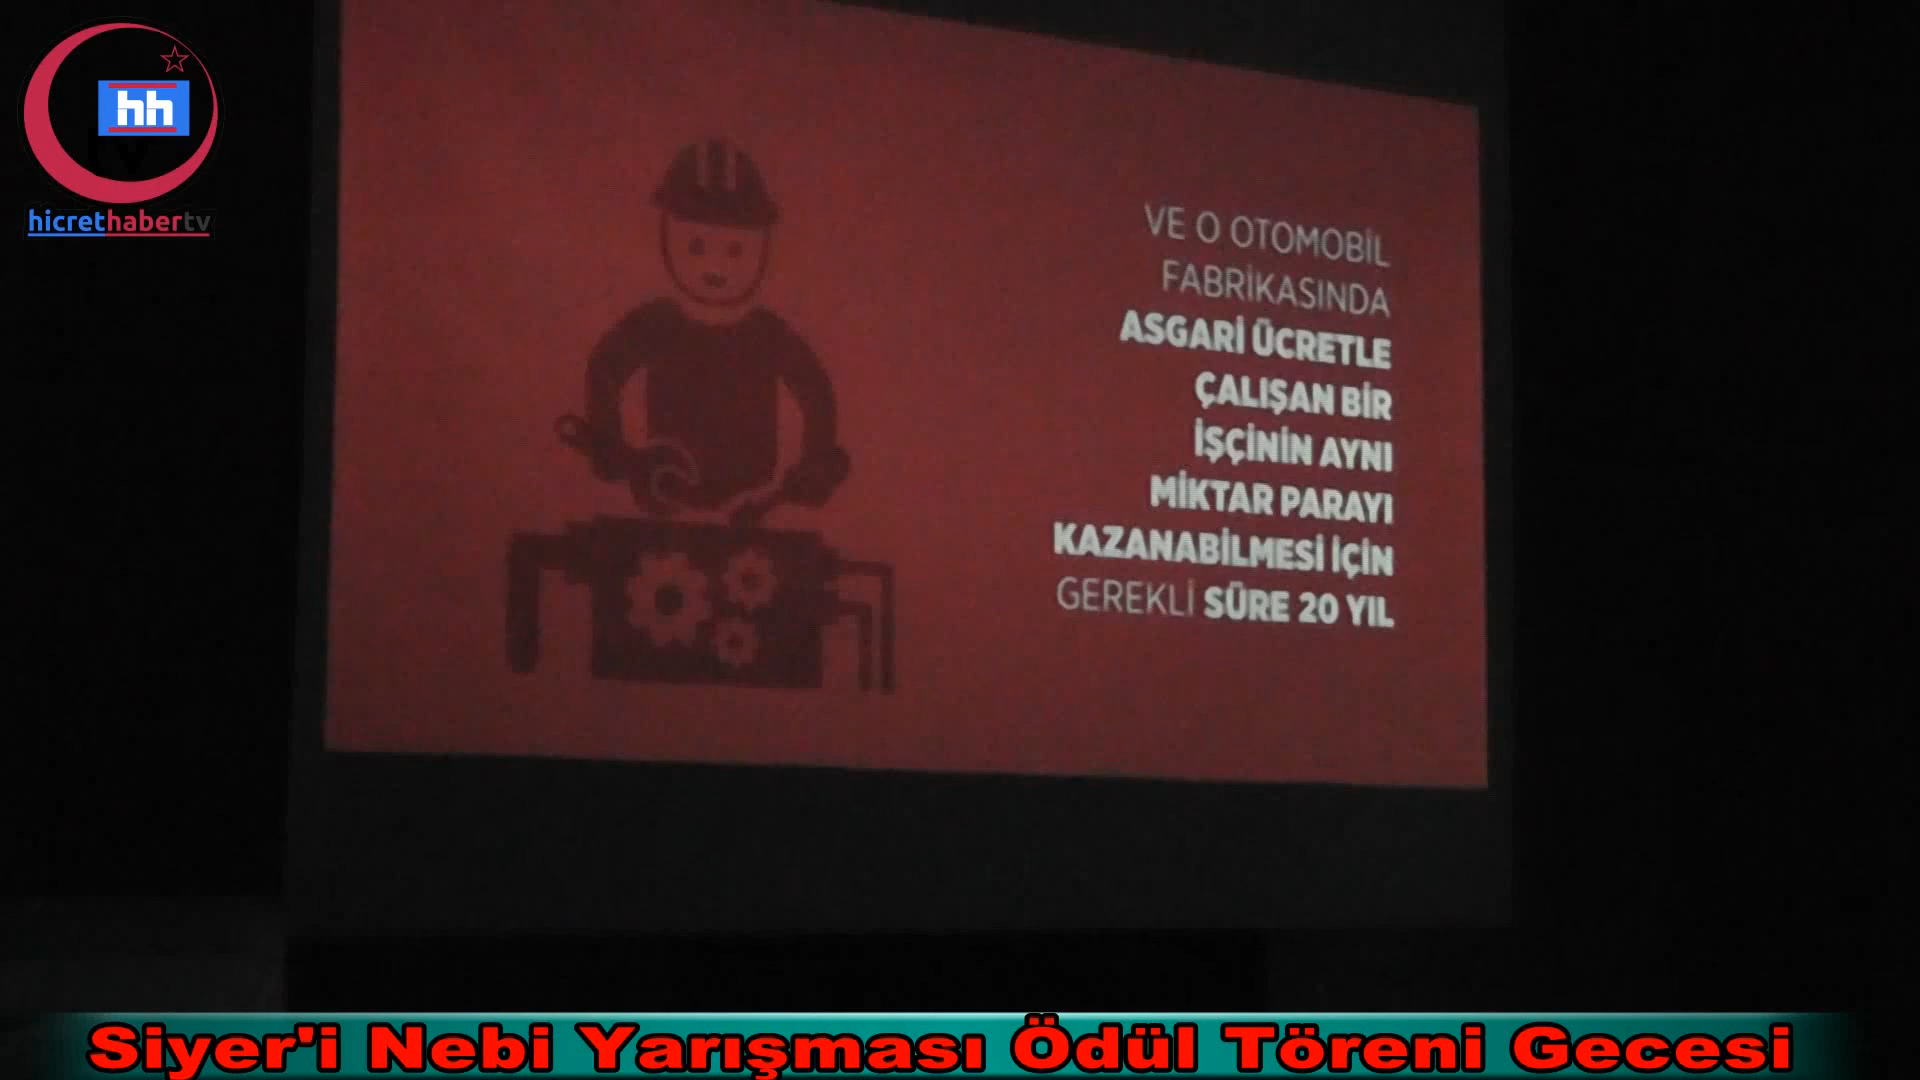 hh
tv
hicrethabertv
VE O OTOMOBİL
FABRİKASINDA
ASGARİ ÜCRETLE
ÇALIŞAN BİR
İŞÇİNİN AYNI
MİKTAR PARAYI
KAZANABİLMESİ İÇİN
GEREKLİ SÜRE 20 YIL
Siyer'i Nebi Yarışması Ödül Töreni Gecesi